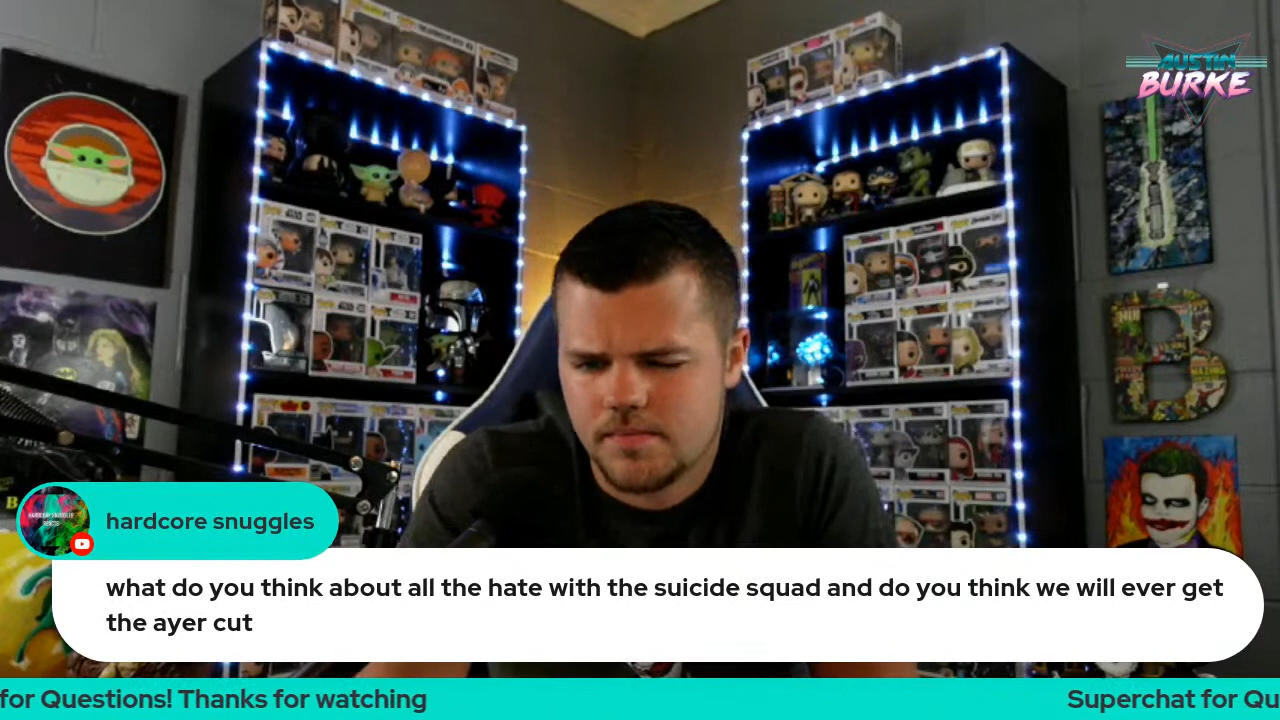 AUSTIN
BURKE
hardcore snuggles
what do you think about all the hate with the suicide squad and do you think we will ever get
the ayer cut
for Questions! Thanks for watching
Superchat for Qu